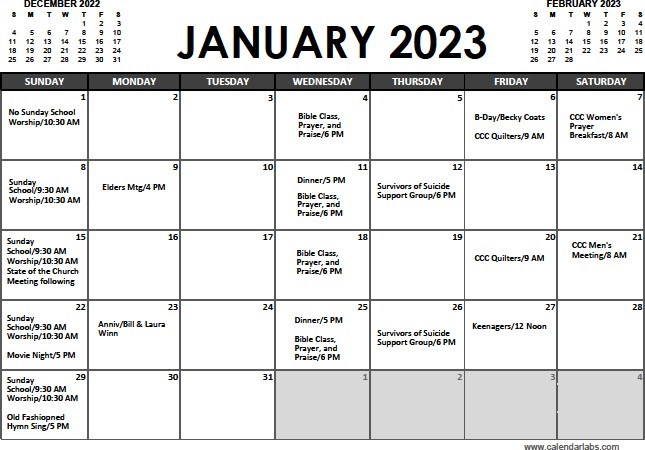 DECEMBER 2022
S M T W T F S
1 2 3
4 5 6 7 8 9 10
11 12 13 14 15 16 17
18 19 20 21 22 23 24
25 26 27 28 29 30 31
JANUARY 2023
FEBRUARY 2023
S M T W T F S
1 2 3 4
5 6 7 8 9 10 11
12 13 14 15 16 17 18
19 20 21 22 23 24 25
26 27 28
SUNDAY MONDAY TUESDAY WEDNESDAY THURSDAY FRIDAY SATURDAY
1
No Sunday School
Worship/10:30 AM
2
3
4
Bible Class,
Prayer, and
Praise/6 PM
5
6
B-Day/Becky Coats
CCC Quilters/9 AM
7
CCC Women's
Prayer
Breakfast/8 AM
8
Sunday
School/9:30 AM
Worship/10:30 AM
9
Elders Mtg/4 PM
10
11
Dinner/5 PM
Bible Class,
Prayer, and
Praise/6 PM
12
Survivors of Suicide
Support Group/6 PM
13
14
15
Sunday
School/9:30 AM
Worship/10:30 AM
State of the Church
Meeting following
16
17
18
Bible Class,
Prayer, and
Praise/6 PM
19
20
CCC Quilters/9 AM
21
CCC Men's
Meeting/8 AM
22
Sunday
School/9:30 AM
Worship/10:30 AM
Movie Night/5 PM
23
Anniv/Bill & Laura
Winn
24
25
Dinner/5 PM
Bible Class,
Prayer, and
Praise/6 PM
26
Survivors of Suicide
Support Group/6 PM
27
Keenagers/12 Noon
28
29
Sunday
School/9:30 AM
Worship/10:30 AM
Old Fashiopned
Hymn Sing/5 PM
30
31
1
2
3
4
www.calendarlabs.com